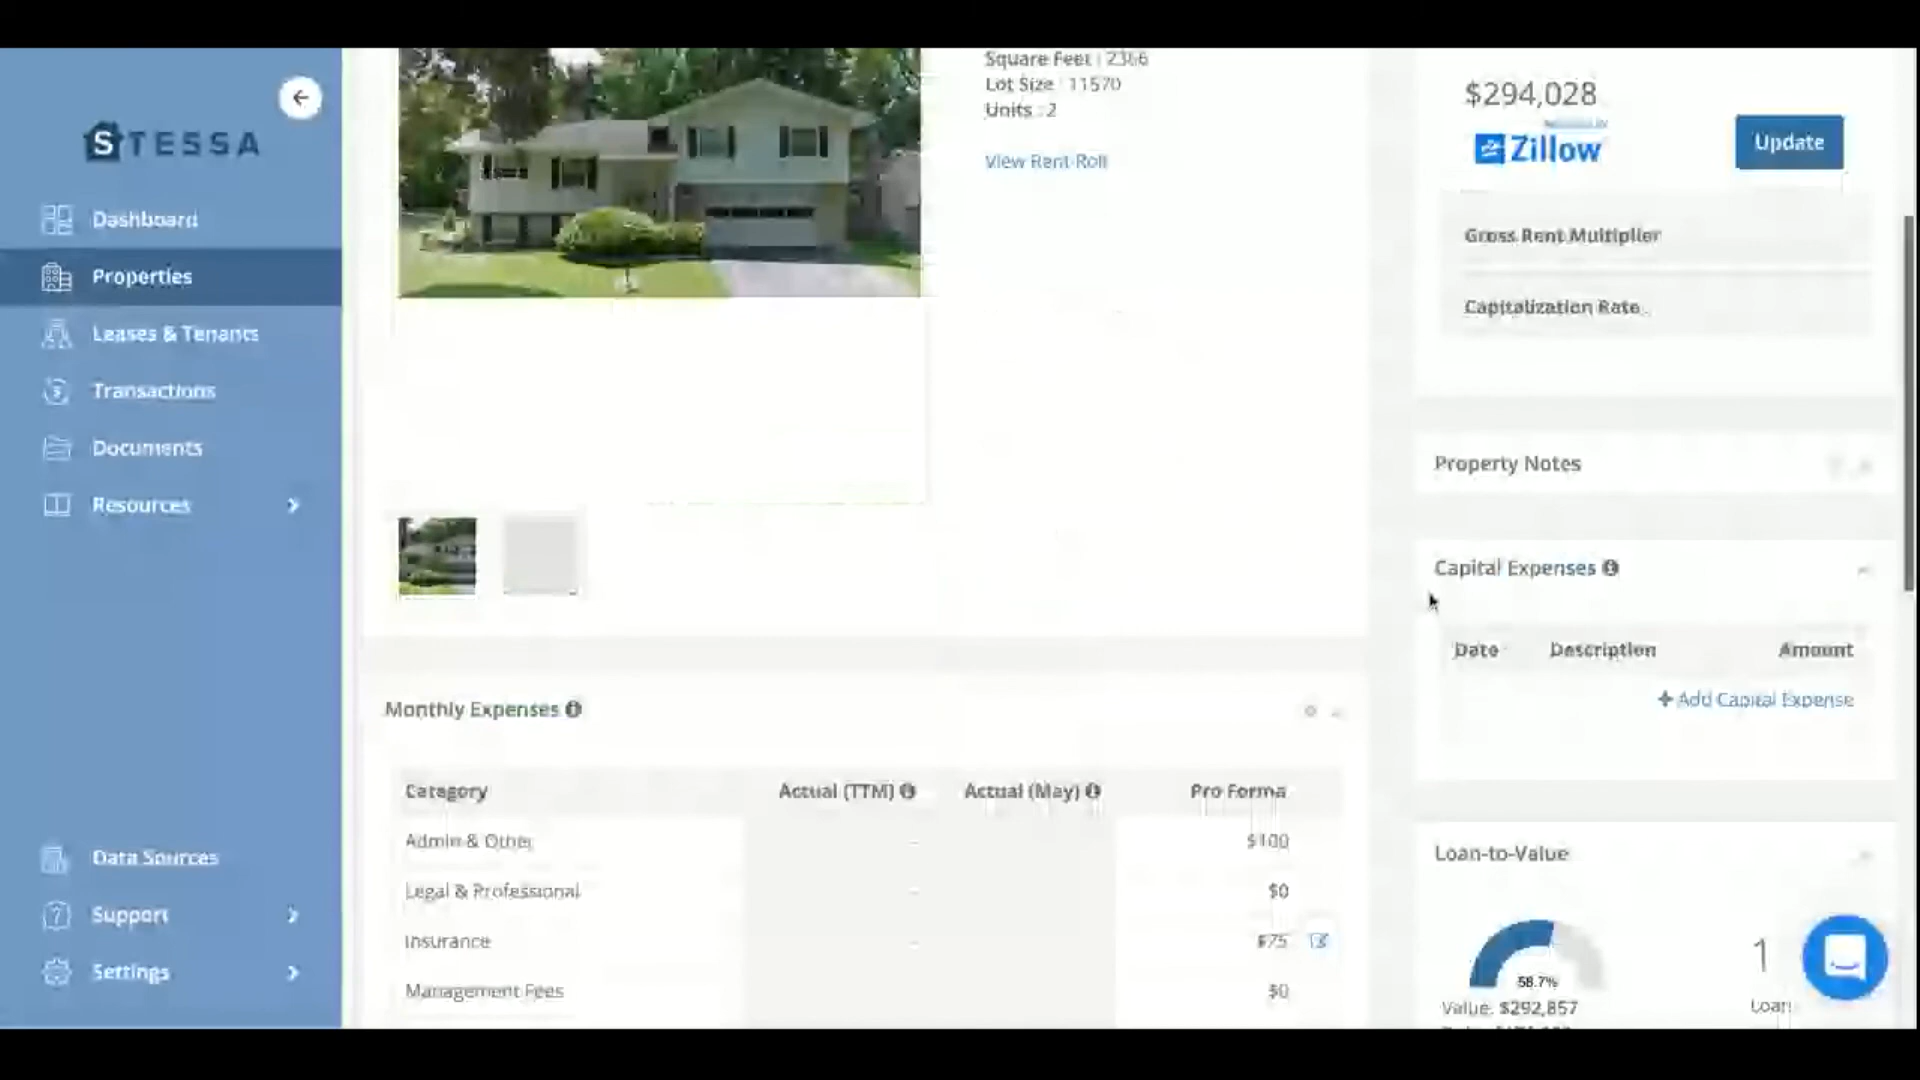 STESSA
Dashboard
Properties
Leases & Tenants
Transactions
Documents
Resources
Data Sources
Support
Settings
Square Feet : 2366
Lot Size : 11570
Units : 2
View Rent Roll
Monthly Expenses
Category Actual (TTM) Actual (May) Pro Forma
Admin & Other - $100
Legal & Professional - $0
Insurance - $75
Management Fees $0
$294,028
Zillow
Update
Gross Rent Multiplier
Capitalization Rate
Property Notes
Capital Expenses
Date Description Amount
+ Add Capital Expense
Loan-to-Value
58.7%
1
Value: $292,857
Loan